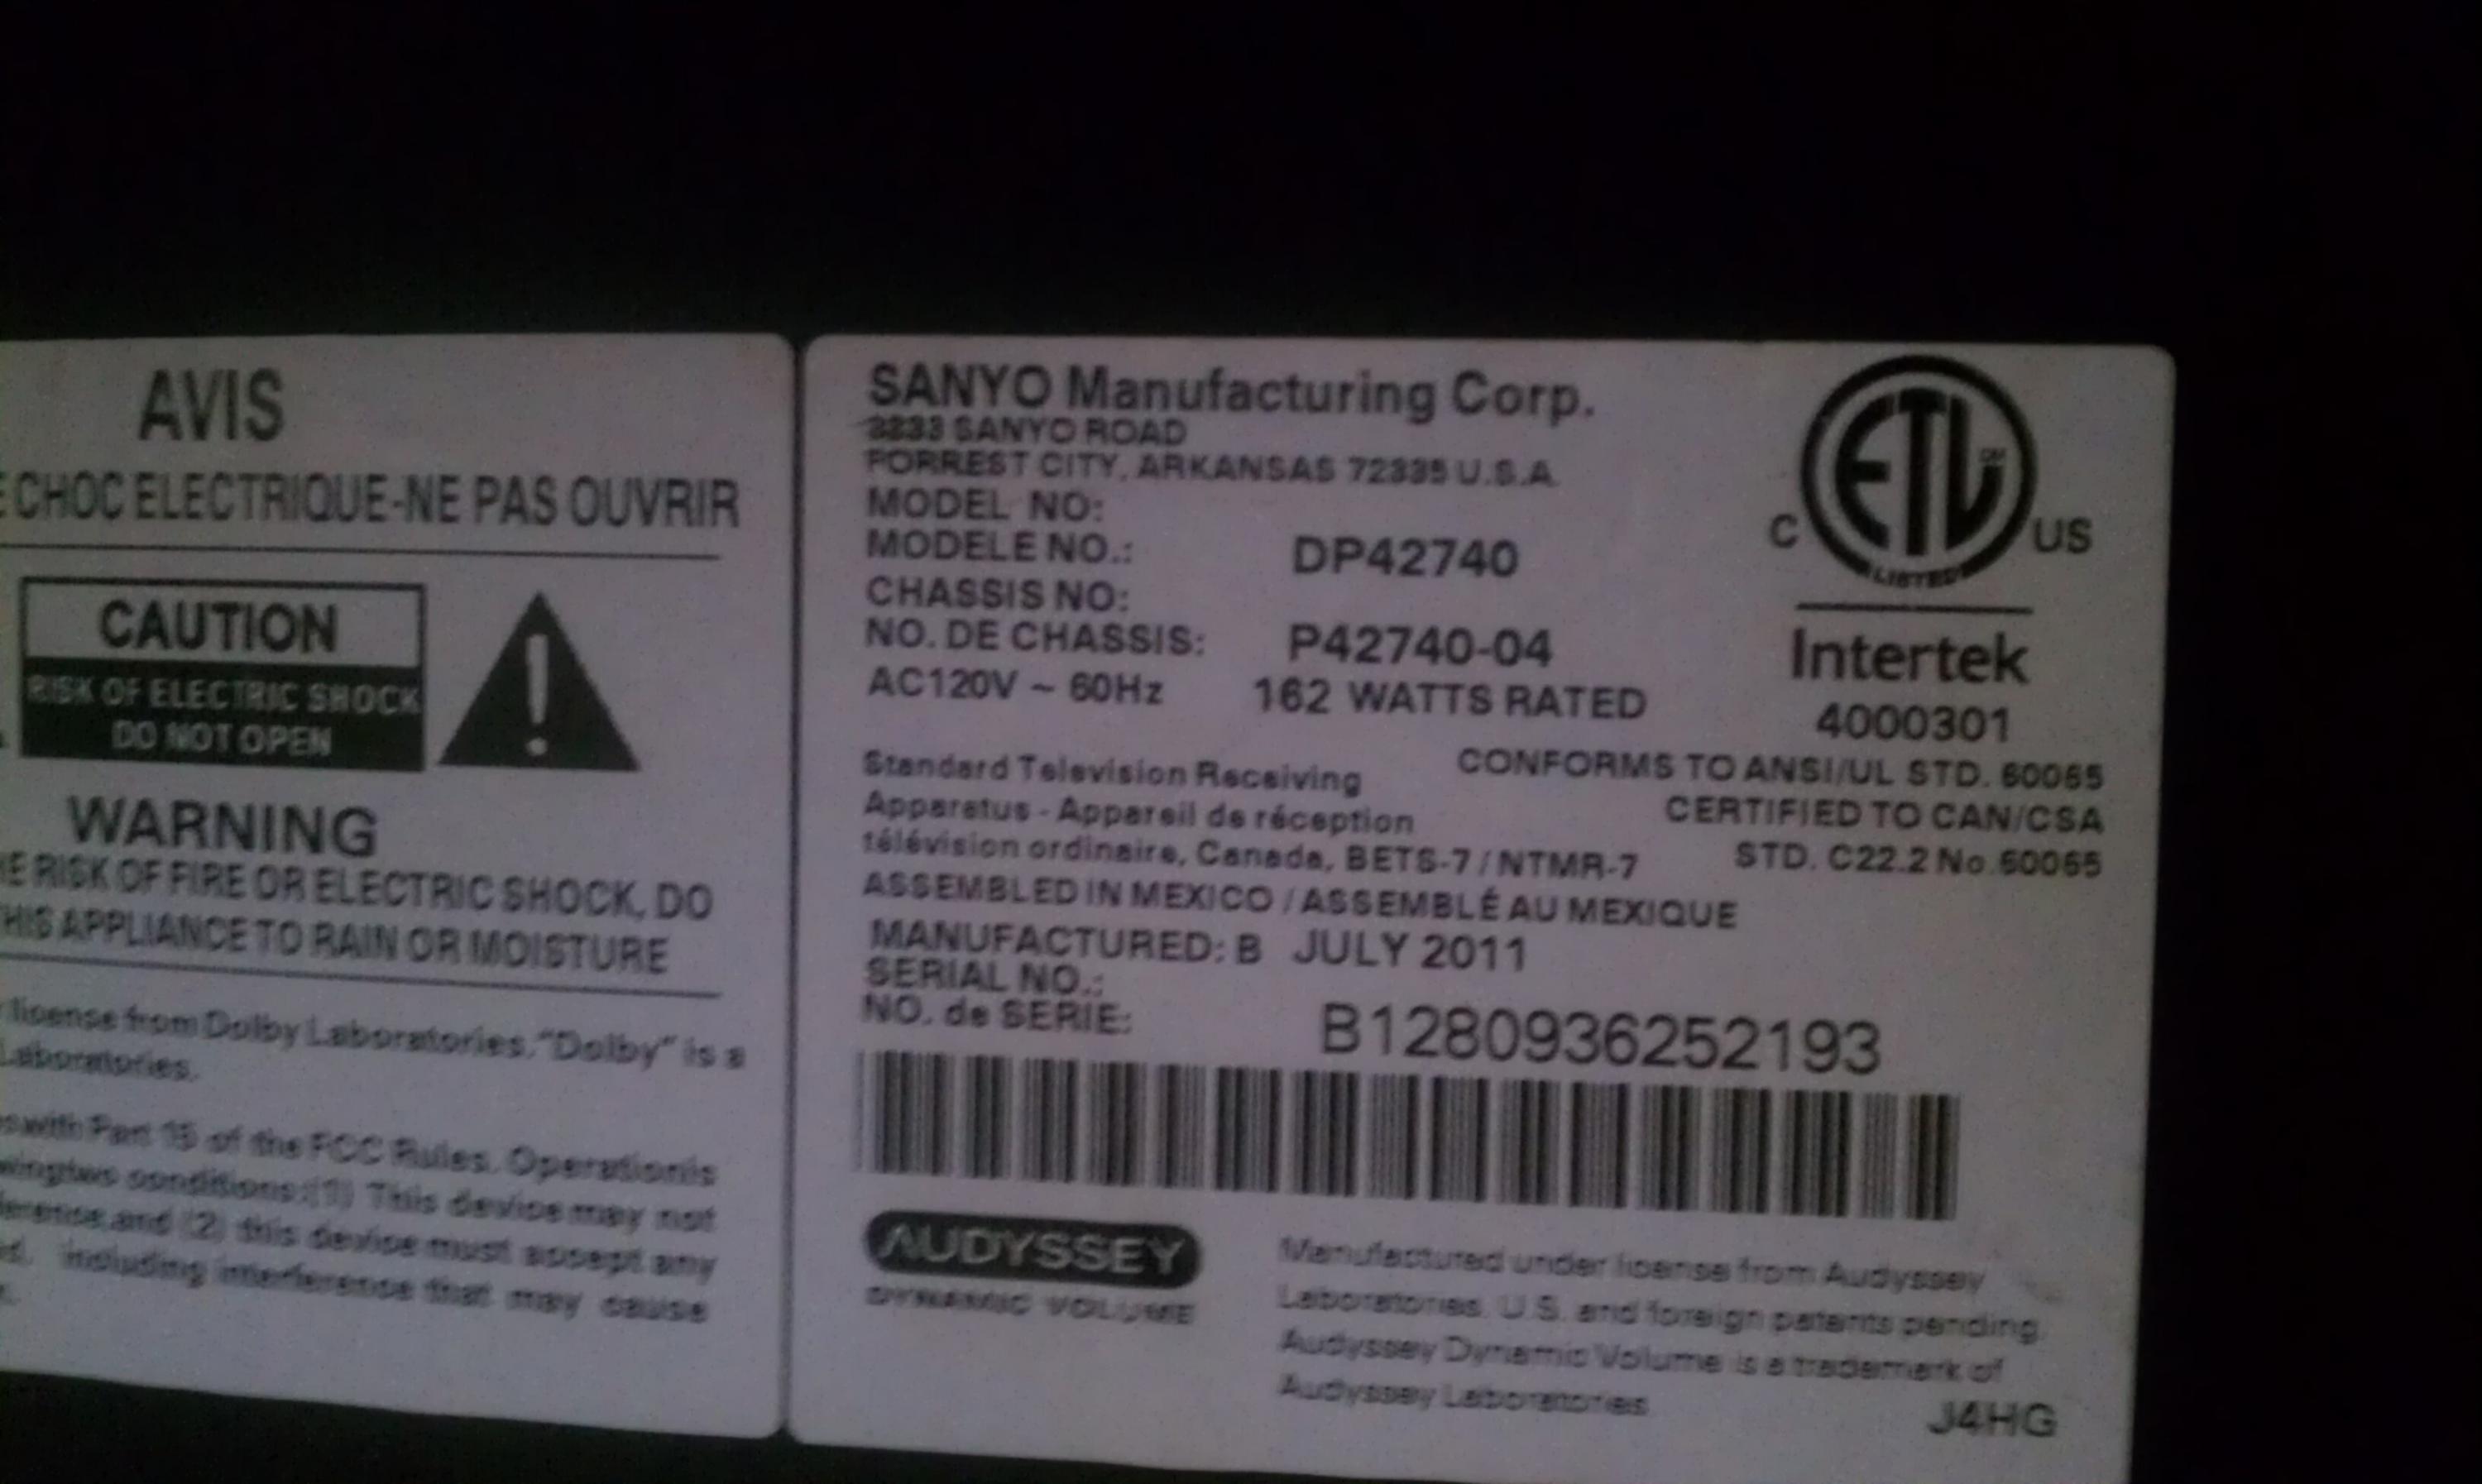 AVIS
CHOC ELECTRIQUE-NE PAS OUVRIR
CAUTION
RISK OF ELECTRIC SHOCK
DO NOT OPEN
WARNING
RISK OF FIRE OR ELECTRIC SHOCK, DO
THIS APPLIANCE TO RAIN OR MOISTURE
license from Dolby Laboratories. "Dolby" is a
Laboratories.
with Part 15 of the FCC Rules. Operation is
two conditions: (1) This device may not
and (2) this device must accept any
including interference that may cause
SANYO Manufacturing Corp.
3333 SANYO ROAD
FORREST CITY, ARKANSAS 72335 U.S.A.
MODEL NO:
MODELE NO.: DP42740
CHASSIS NO:
NO. DE CHASSIS: P42740-04
AC120V ~ 60Hz 162 WATTS RATED
ETL
CM
LISTED
C US
Intertek
4000301
CONFORMS TO ANSI/UL STD. 60065
CERTIFIED TO CAN/CSA
STD. C22.2 No.60065
Standard Television Receiving
Apparatus - Appareil de réception
télévision ordinaire, Canada, BETS-7 / NTMR-7
ASSEMBLED IN MEXICO / ASSEMBLÉ AU MEXIQUE
MANUFACTURED: B JULY 2011
SERIAL NO.:
NO. de SERIE: B1280936252193
AUDYSSEY
DYNAMIC VOLUME
Manufactured under license from Audyssey
Laboratories. U.S. and foreign patents pending.
Audyssey Dynamic Volume is a trademark of
Audyssey Laboratories
J4HG